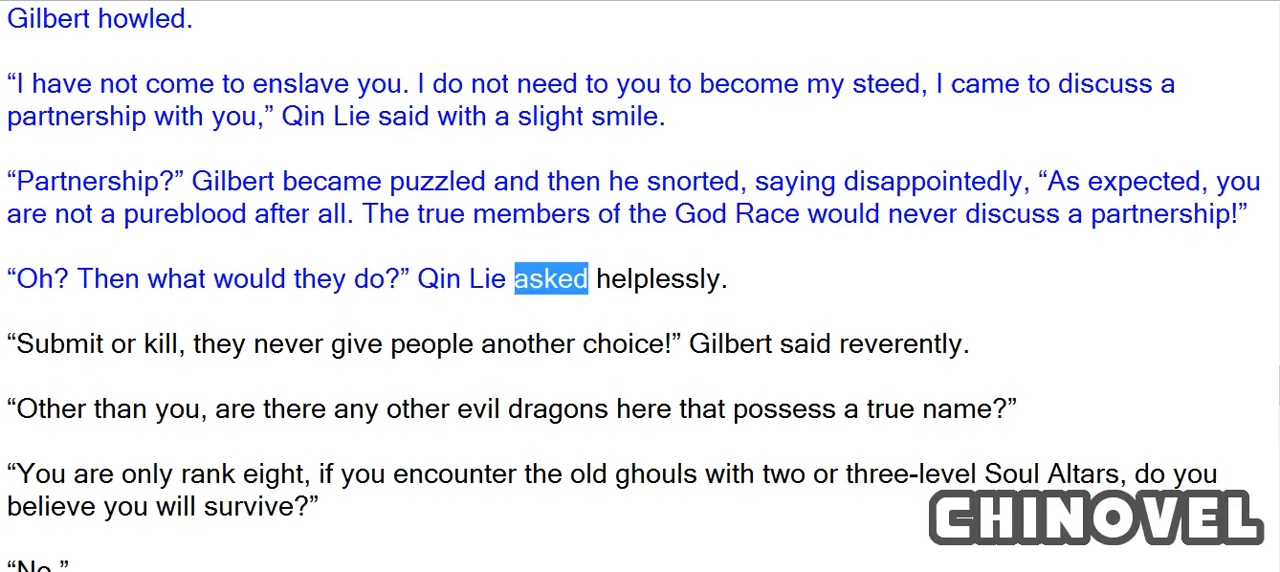 Gilbert howled.
“I have not come to enslave you. I do not need to you to become my steed, I came to discuss a
partnership with you,” Qin Lie said with a slight smile.
“Partnership?” Gilbert became puzzled and then he snorted, saying disappointedly, “As expected, you
are not a pureblood after all. The true members of the God Race would never discuss a partnership!”
“Oh? Then what would they do?” Qin Lie asked helplessly.
“Submit or kill, they never give people another choice!” Gilbert said reverently.
“Other than you, are there any other evil dragons here that possess a true name?”
“You are only rank eight, if you encounter the old ghouls with two or three-level Soul Altars, do you
believe you will survive?”
CHINOVEL
“No.”